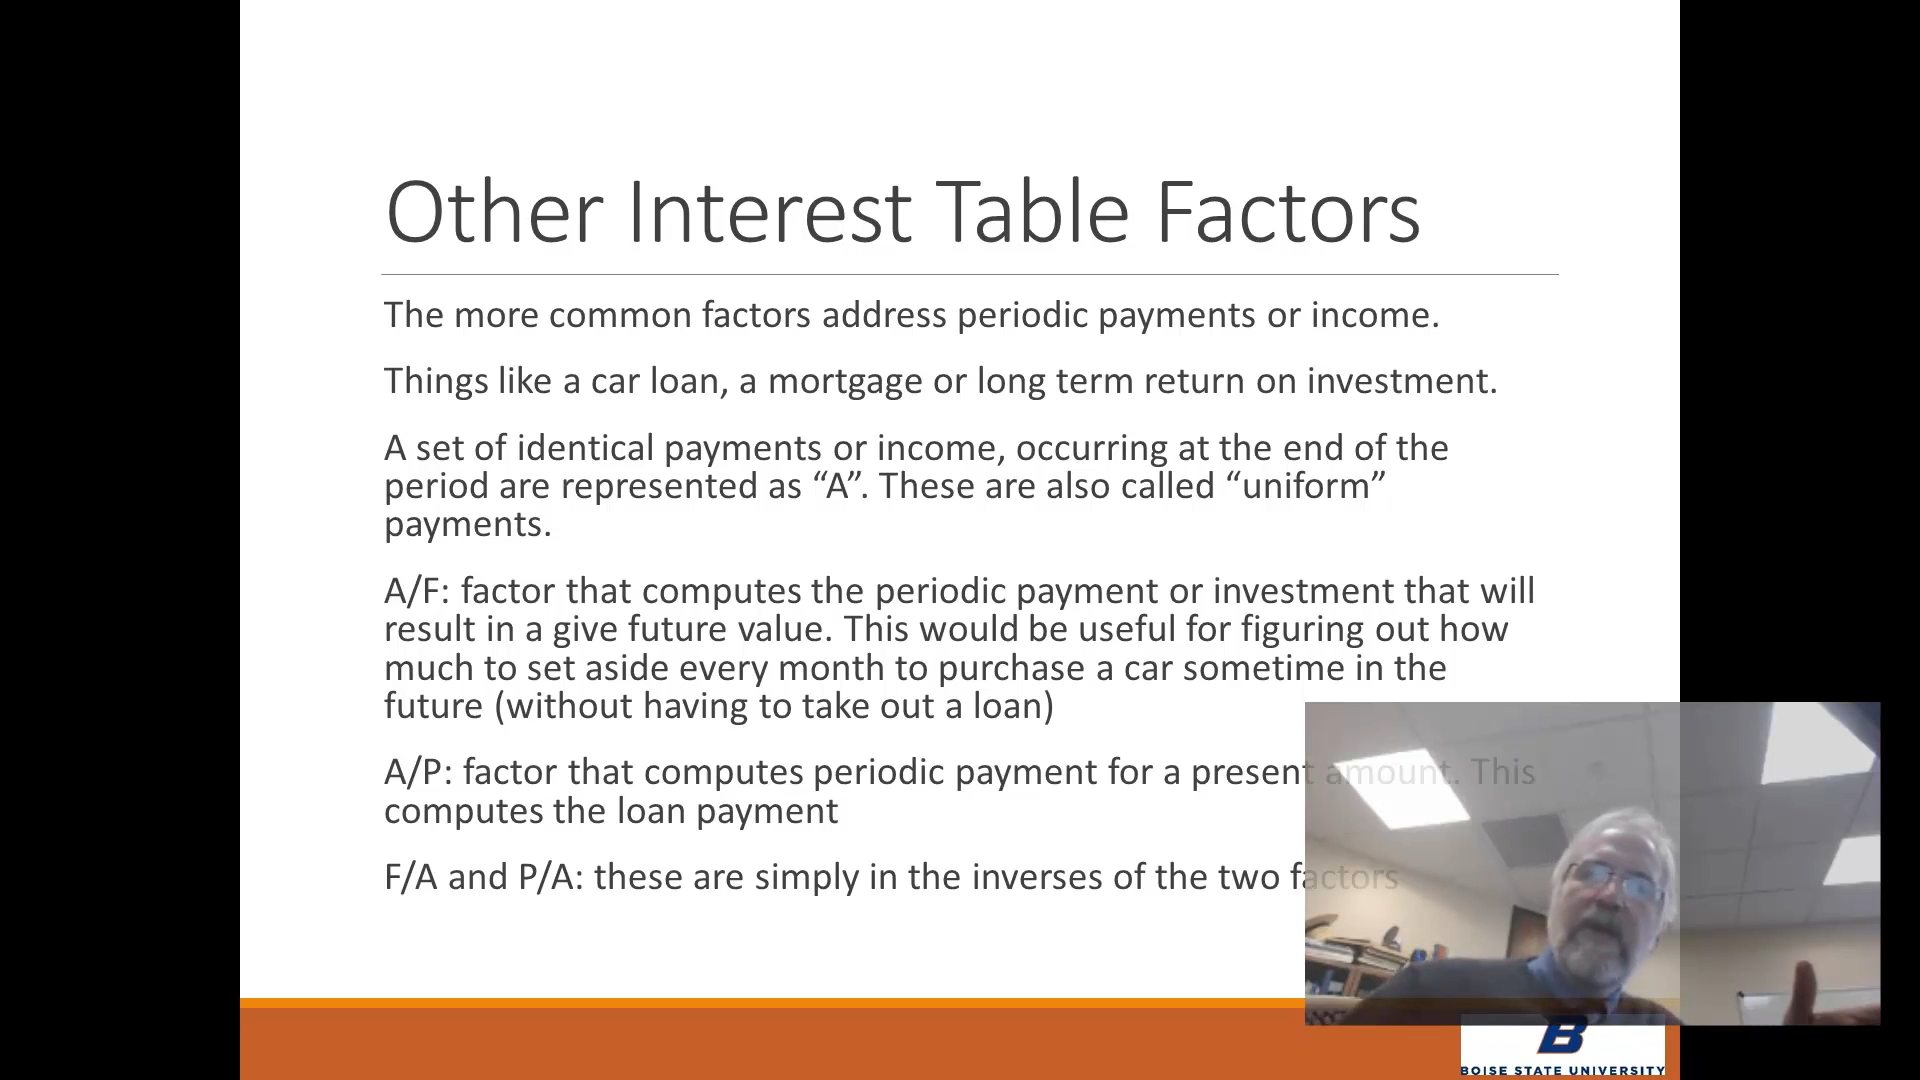 Other Interest Table Factors
The more common factors address periodic payments or income.
Things like a car loan, a mortgage or long term return on investment.
A set of identical payments or income, occurring at the end of the
period are represented as “A”. These are also called “uniform”
payments.
A/F: factor that computes the periodic payment or investment that will
result in a give future value. This would be useful for figuring out how
much to set aside every month to purchase a car sometime in the
future (without having to take out a loan)
A/P: factor that computes periodic payment for a present amount. This
computes the loan payment
F/A and P/A: these are simply in the inverses of the two factors
B
BOISE STATE UNIVERSITY